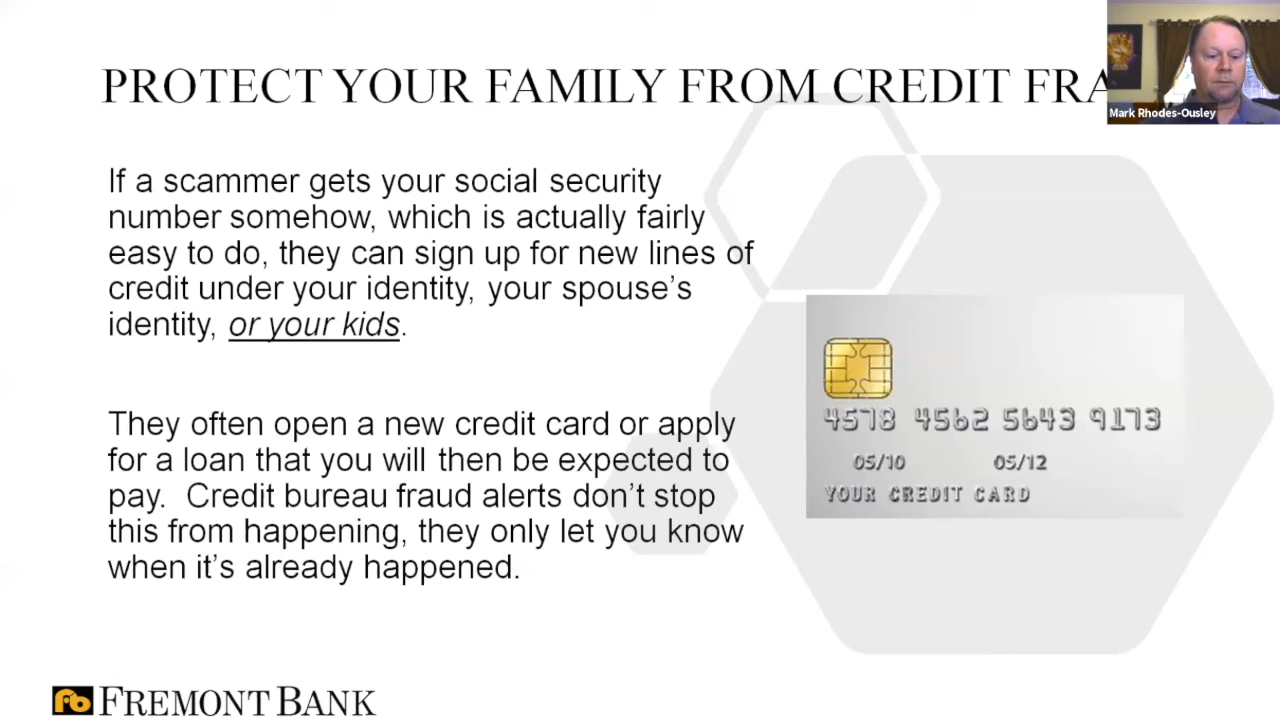 PROTECT YOUR FAMILY FROM CREDIT FRA
Mark Rhodes-Ousley
If a scammer gets your social security
number somehow, which is actually fairly
easy to do, they can sign up for new lines of
credit under your identity, your spouse’s
identity, or your kids.
They often open a new credit card or apply
for a loan that you will then be expected to
pay. Credit bureau fraud alerts don’t stop
this from happening, they only let you know
when it’s already happened.
4578 4562 5643 9173
05/10 05/12
YOUR CREDIT CARD
fb FREMONT BANK